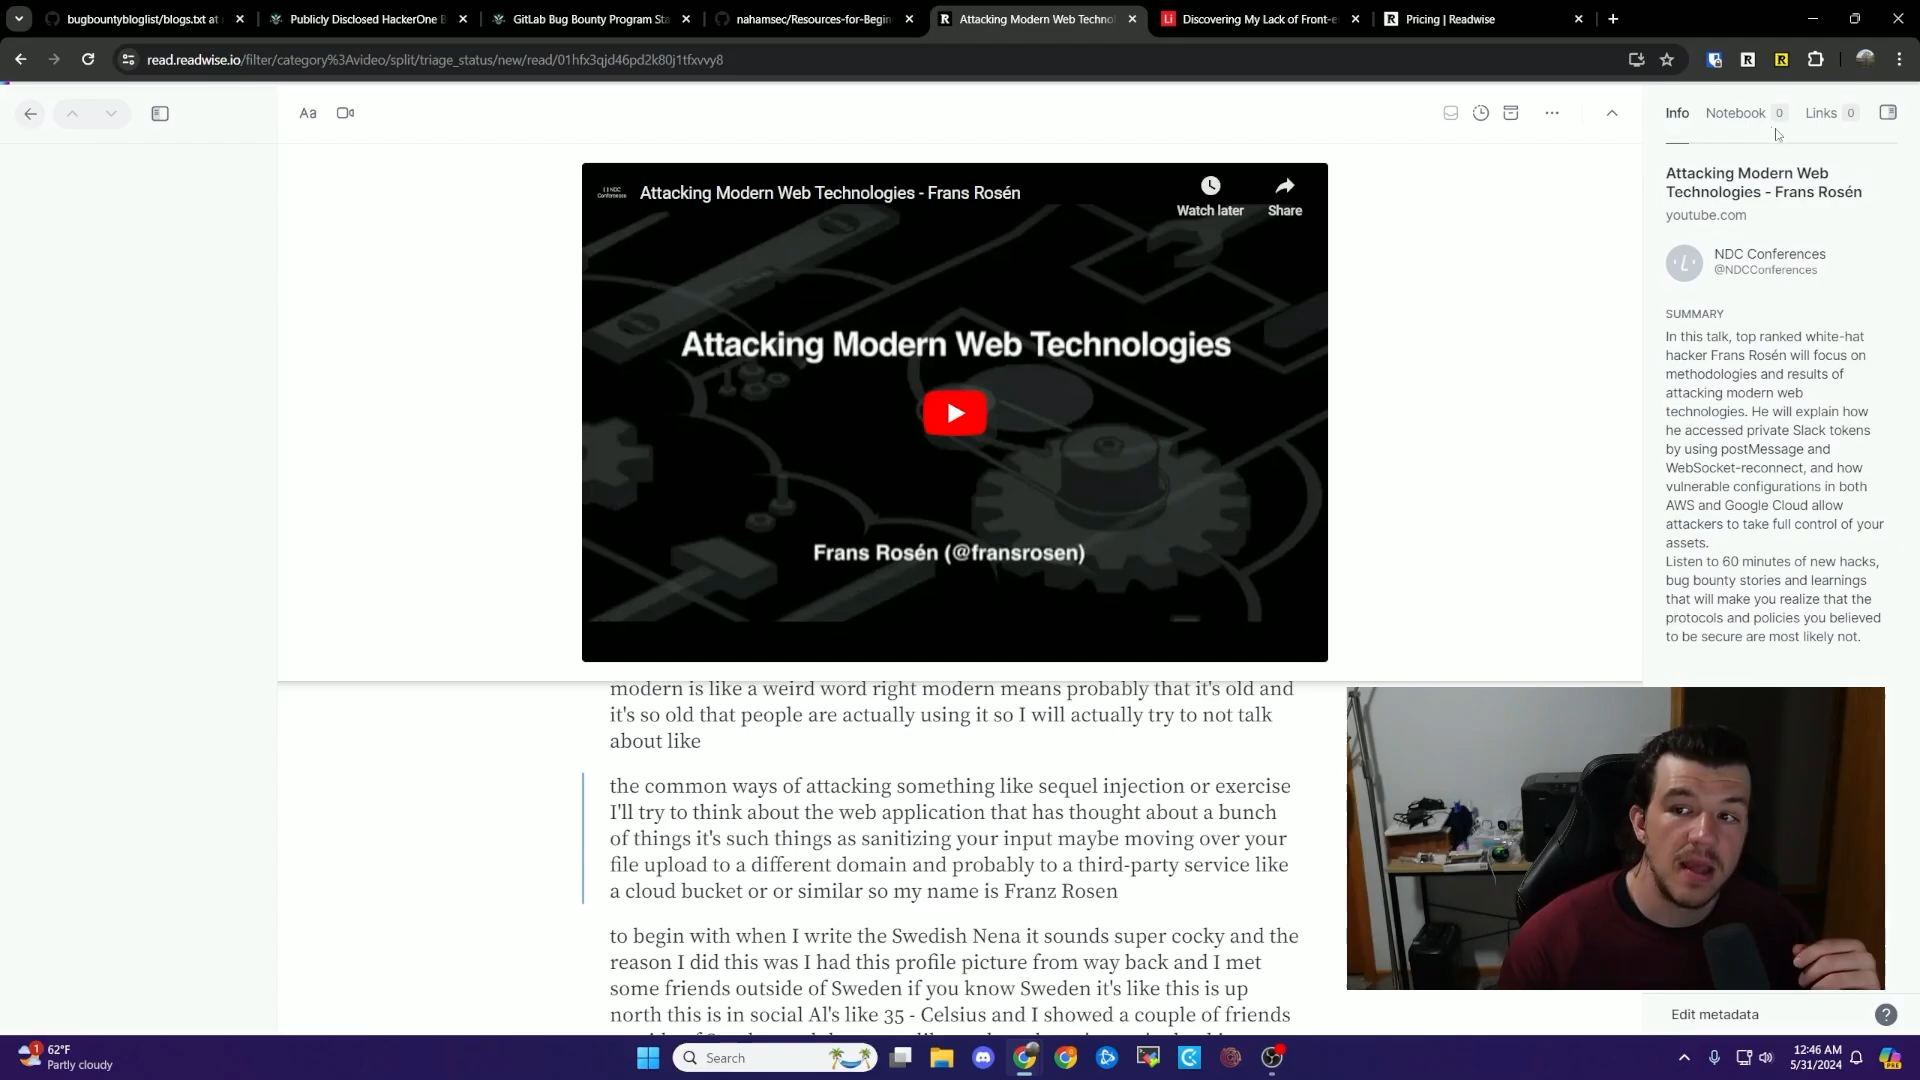 bugbountybloglist/blogs.txt at
Publicly Disclosed HackerOne B
GitLab Bug Bounty Program Sta
nahamsec/Resources-for-Begin
Attacking Modern Web Technol
Discovering My Lack of Front-e
Pricing | Readwise
read.readwise.io/filter/category%3Avideo/split/triage_status/new/read/01hfx3qjd46pd2k80j1tfxvvy8
Aa
Info
Notebook 0
Links 0
Attacking Modern Web Technologies - Frans Rosén
Watch later
Share
Attacking Modern Web Technologies
Frans Rosén (@fransrosen)
Attacking Modern Web
Technologies - Frans Rosén
youtube.com
NDC Conferences
@NDCConferences
SUMMARY
In this talk, top ranked white-hat
hacker Frans Rosén will focus on
methodologies and results of
attacking modern web
technologies. He will explain how
he accessed private Slack tokens
by using postMessage and
WebSocket-reconnect, and how
vulnerable configurations in both
AWS and Google Cloud allow
attackers to take full control of your
assets.
Listen to 60 minutes of new hacks,
bug bounty stories and learnings
that will make you realize that the
protocols and policies you believed
to be secure are most likely not.
modern is like a weird word right modern means probably that it's old and
it's so old that people are actually using it so I will actually try to not talk
about like
the common ways of attacking something like sequel injection or exercise
I'll try to think about the web application that has thought about a bunch
of things it's such things as sanitizing your input maybe moving over your
file upload to a different domain and probably to a third-party service like
a cloud bucket or or similar so my name is Franz Rosen
to begin with when I write the Swedish Nena it sounds super cocky and the
reason I did this was I had this profile picture from way back and I met
some friends outside of Sweden if you know Sweden it's like this is up
north this is in social Al's like 35 - Celsius and I showed a couple of friends
Edit metadata
62°F
Partly cloudy
Search
12:46 AM
5/31/2024